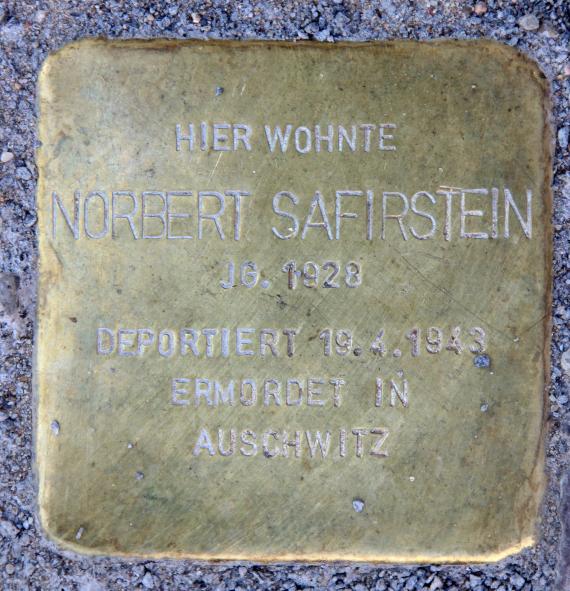 HIER WOHNTE
NORBERT SAFIRSTEIN
JG. 1928
DEPORTIERT 19.4.1943
ERMORDET IN
AUSCHWITZ